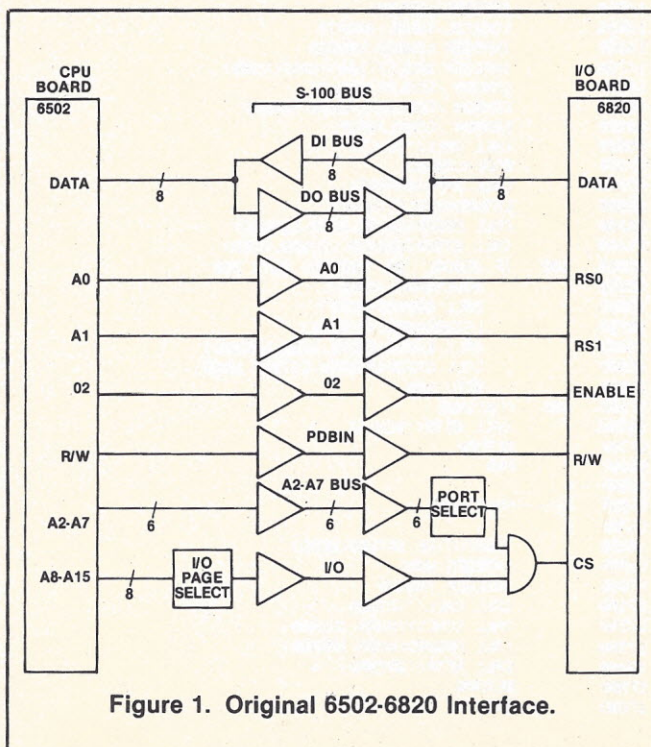 CPU
BOARD
6502
S-100 BUS
I/O
BOARD
6820
DI BUS
8
DATA
8
DO BUS
8
8
DATA
A0
A0
RS0
A1
A1
RS1
02
02
ENABLE
R/W
PDBIN
R/W
A2-A7 BUS
A2-A7
6
6
6
PORT
SELECT
A8-A15
8
I/O
PAGE
SELECT
I/O
CS
Figure 1. Original 6502-6820 Interface.